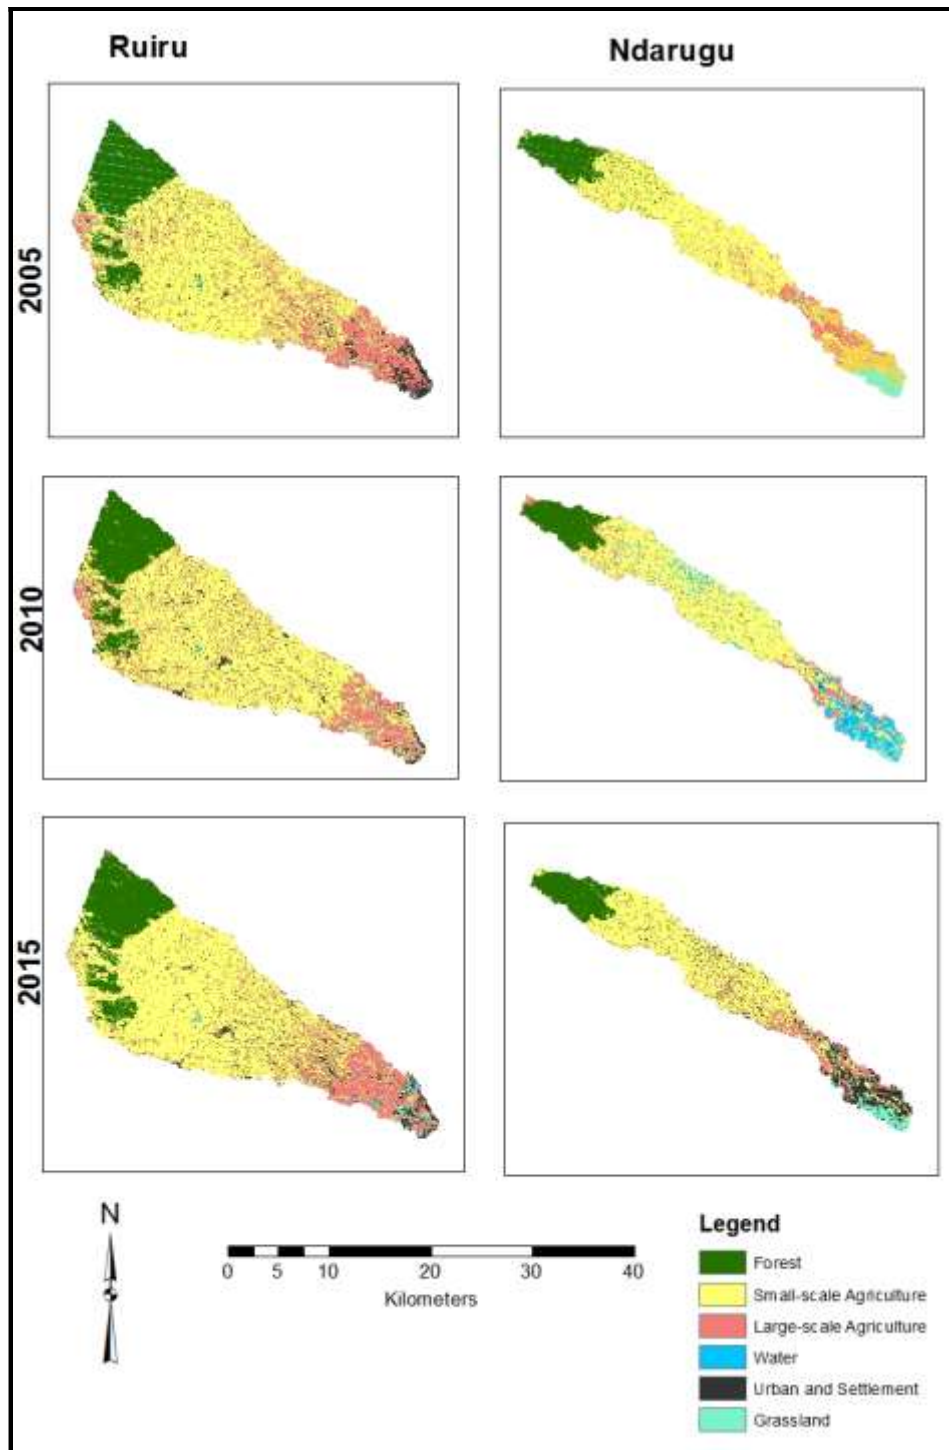 Ruiru
Ndarugu
2005
2010
2015
N
0 5 10 20 30 40
Kilometers
Legend
Forest
Small-scale Agriculture
Large-scale Agriculture
Water
Urban and Settlement
Grassland